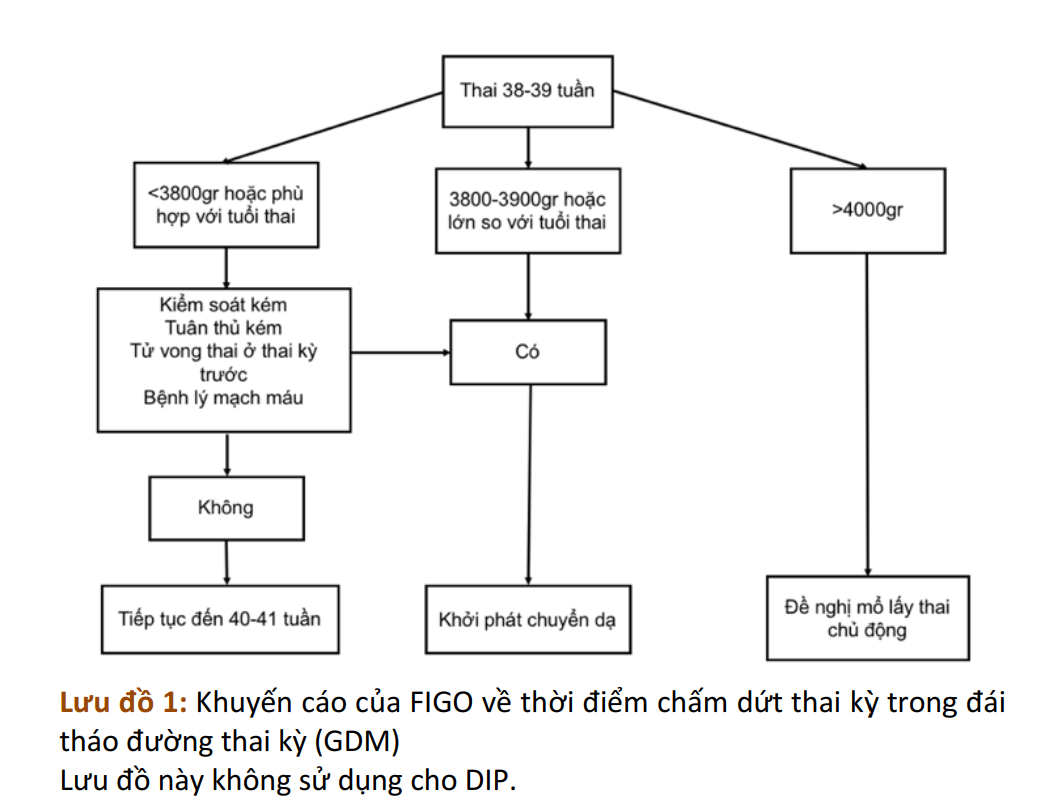 Thai 38-39 tuần
<3800gr hoặc phù
hợp với tuổi thai
3800-3900gr hoặc
lớn so với tuổi thai
>4000gr
Kiểm soát kém
Tuân thủ kém
Tử vong thai ở thai kỳ
trước
Bệnh lý mạch máu
Có
Không
Tiếp tục đến 40-41 tuần
Khởi phát chuyển dạ
Đề nghị mổ lấy thai
chủ động
Lưu đồ 1: Khuyến cáo của FIGO về thời điểm chấm dứt thai kỳ trong đái
tháo đường thai kỳ (GDM)
Lưu đồ này không sử dụng cho DIP.